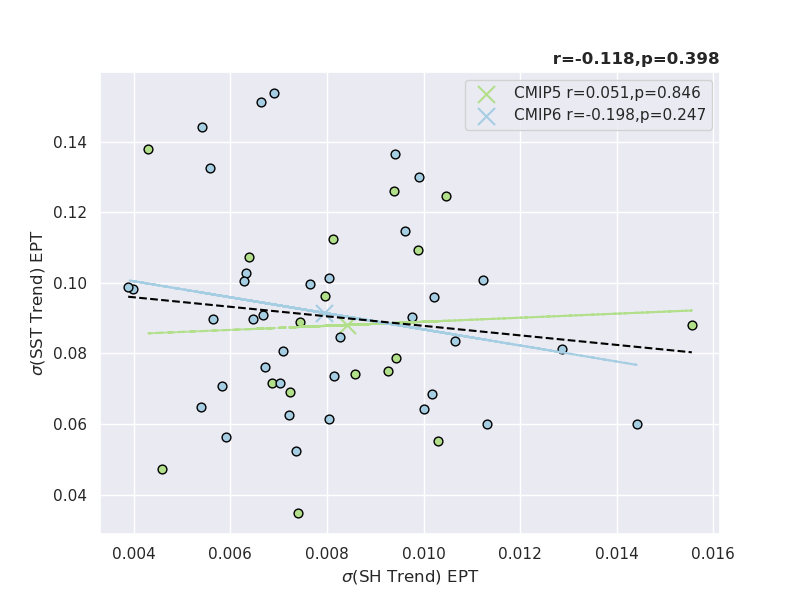 r=-0.118,p=0.398
CMIP5 r=0.051,p=0.846
CMIP6 r=-0.198,p=0.247
0.14
0.12
0.10
0.08
0.06
0.04
σ(SST Trend) EPT
0.004 0.006 0.008 0.010 0.012 0.014 0.016
σ(SH Trend) EPT